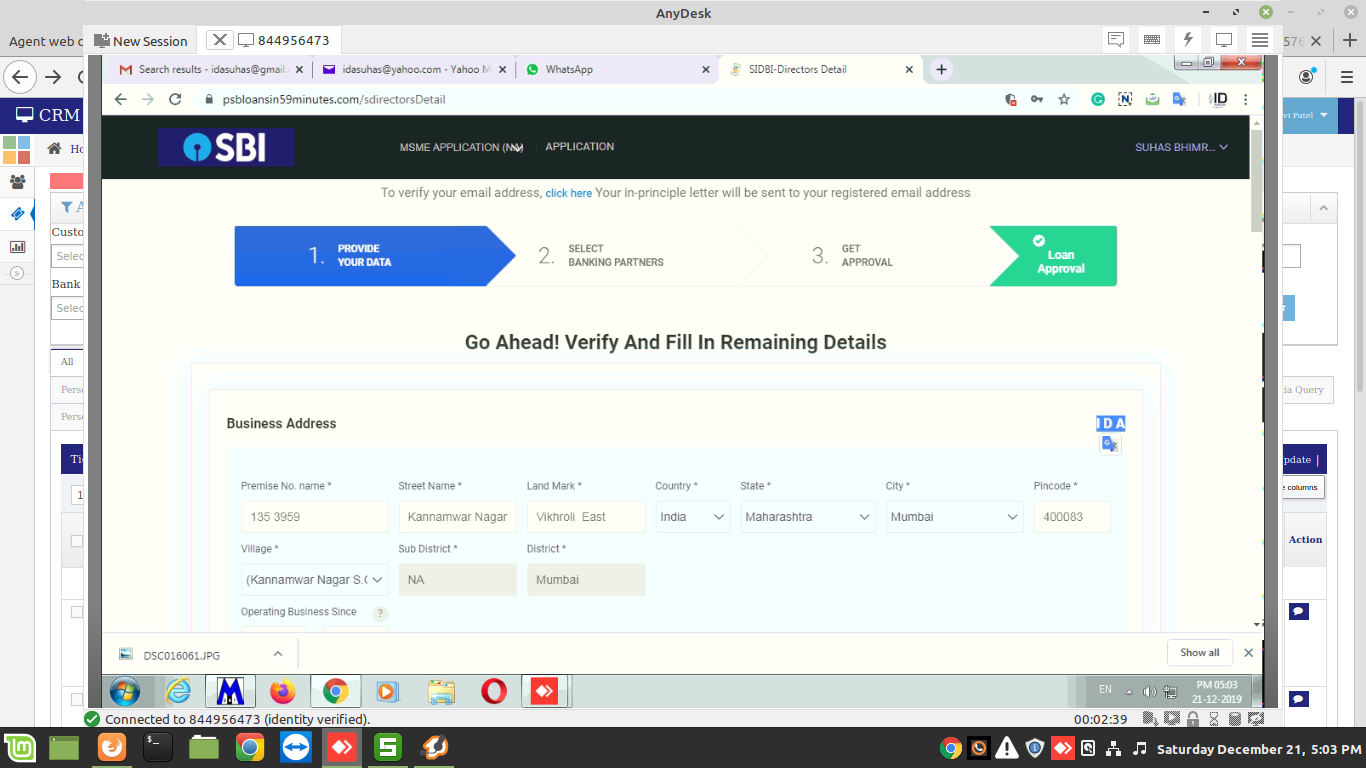 AnyDesk
Agent web c
New Session
844956473
576
Search results - idasuhas@gmail.
idasuhas@yahoo.com - Yahoo M
WhatsApp
SIDBI-Directors Detail
psbloansin59minutes.com/sdirectorsDetail
ID
CRM
SBI
MSME APPLICATION
APPLICATION
SUHAS BHIMR...
vi Patel
Ho
To verify your email address, click here Your in-principle letter will be sent to your registered email address
A
Custo
Selec
Bank
Selec
1. PROVIDE
YOUR DATA
2. SELECT
BANKING PARTNERS
3. GET
APPROVAL
Loan
Approval
Go Ahead! Verify And Fill In Remaining Details
All
Perso
Perso
ia Query
Business Address
IDA
Tic
pdate |
e columns
1
Action
Premise No. name *
Street Name *
Land Mark *
Country *
State *
City *
Pincode *
135 3959
Kannamwar Nagar
Vikhroli East
India
Maharashtra
Mumbai
400083
Village *
Sub District *
District *
(Kannamwar Nagar S.O
NA
Mumbai
Operating Business Since
?
DSC016061.JPG
Show all
EN
PM 05:03
21-12-2019
Connected to 844956473 (identity verified).
00:02:39
Saturday December 21, 5:03 PM